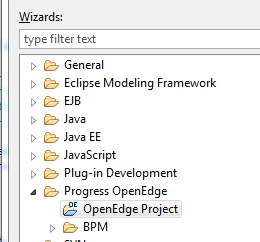 Wizards:
type filter text
General
Eclipse Modeling Framework
EJB
Java
Java EE
JavaScript
Plug-in Development
Progress OpenEdge
OE OpenEdge Project
BPM